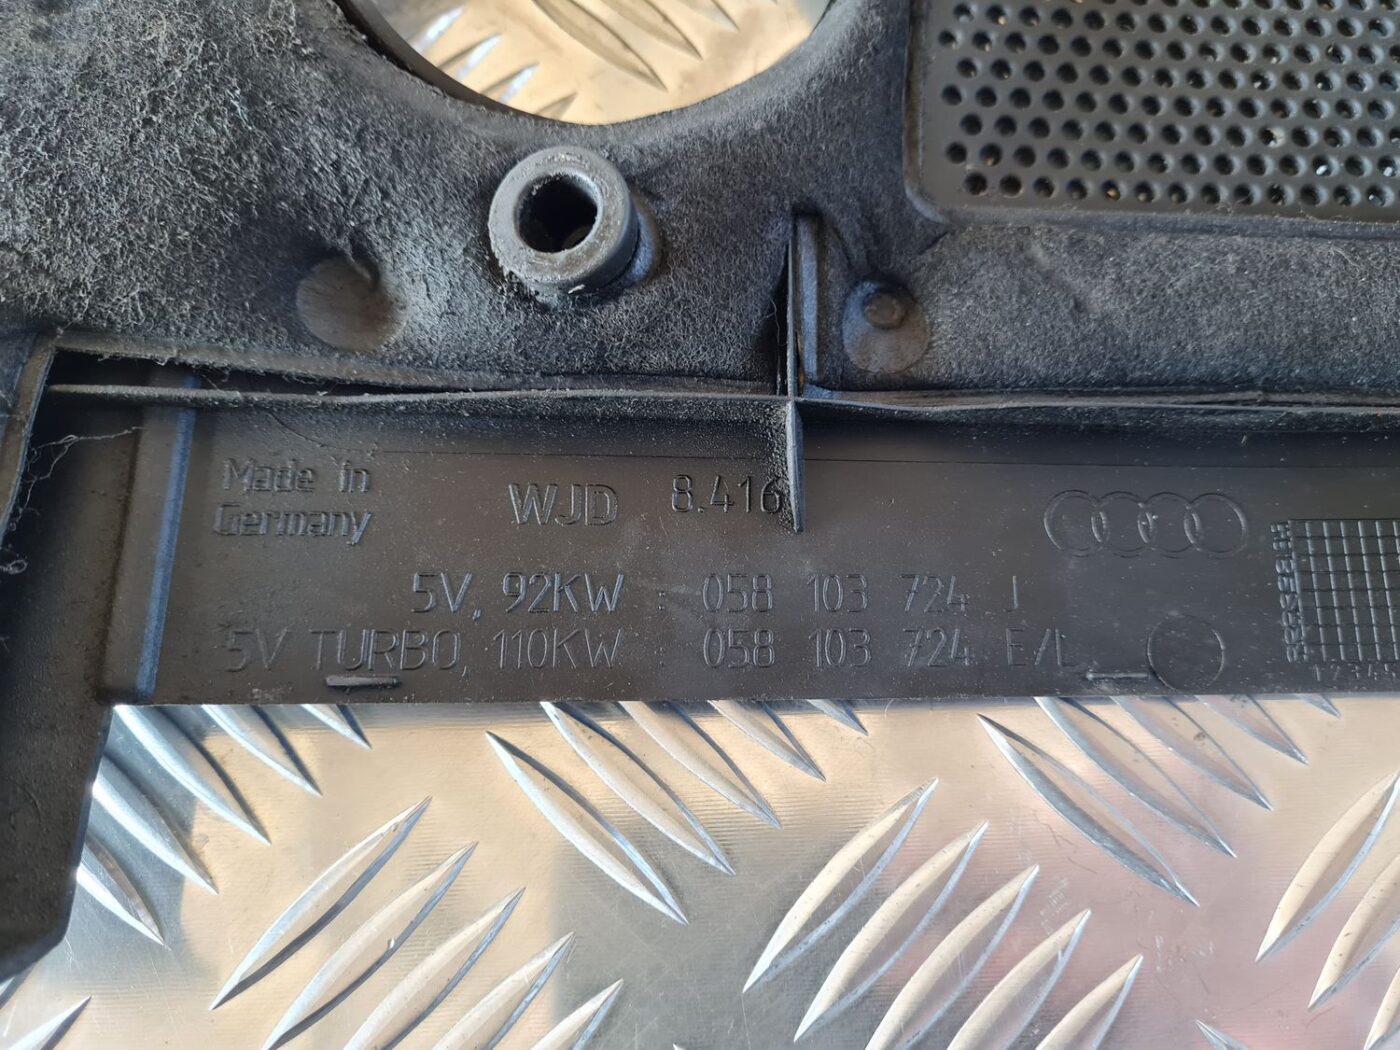 Made in
Germany
WJD 8.416
5V, 92KW : 058 103 724 J
5V TURBO, 110KW : 058 103 724 E/L